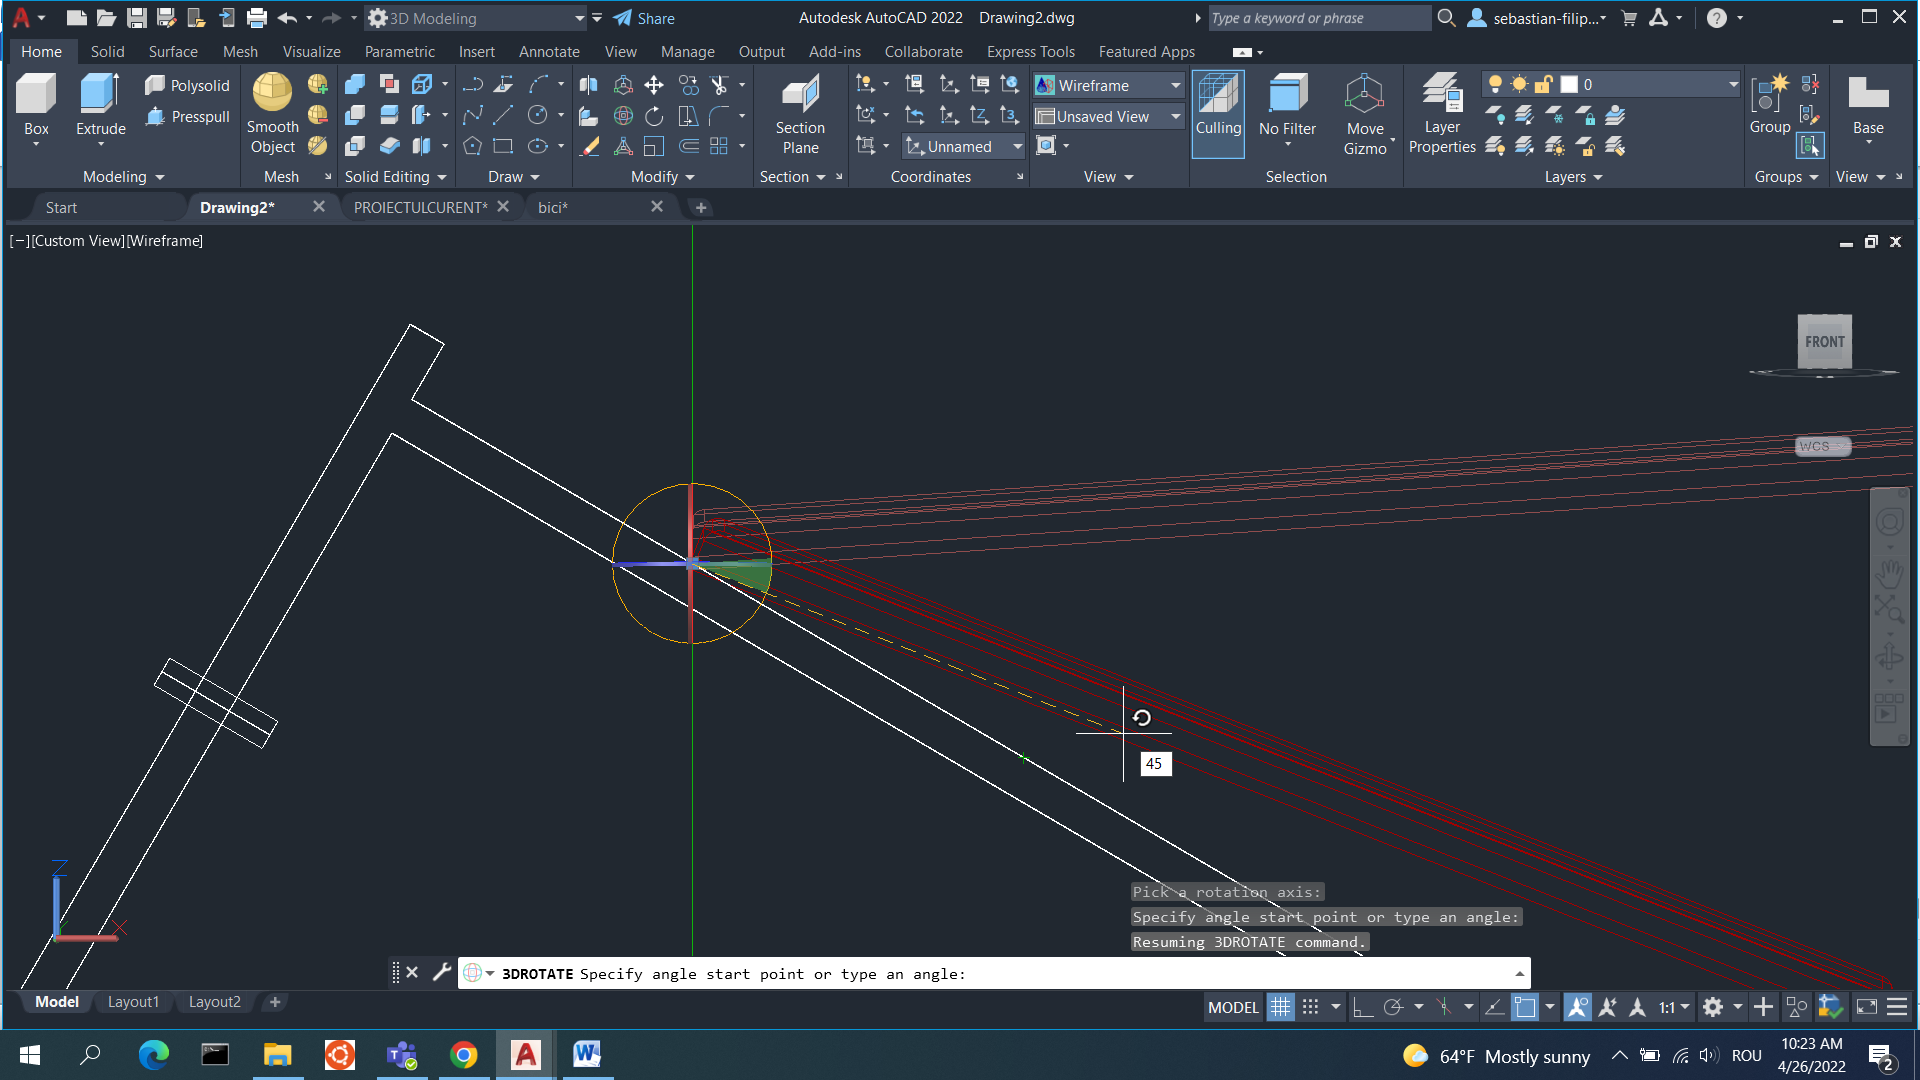 3D Modeling
Share
Autodesk AutoCAD 2022 Drawing2.dwg
Type a keyword or phrase
sebastian-filip...
Home Solid Surface Mesh Visualize Parametric Insert Annotate View Manage Output Add-ins Collaborate Express Tools Featured Apps
Box
Extrude
Polysolid
Presspull
Modeling
Smooth
Object
Mesh
Solid Editing
Draw
Modify
Section
Plane
Section
Unnamed
Coordinates
Wireframe
Unsaved View
View
Culling
No Filter
Move
Gizmo
Selection
Layer
Properties
0
Layers
Group
Groups
Base
View
Start
Drawing2*
PROIECTULCURENT*
bici*
[−][Custom View][Wireframe]
FRONT
WCS
45
Z
X
Pick a rotation axis:
Specify angle start point or type an angle:
Resuming 3DROTATE command.
3DROTATE Specify angle start point or type an angle:
Model Layout1 Layout2
MODEL
1:1
64°F Mostly sunny
ROU
10:23 AM
4/26/2022
2